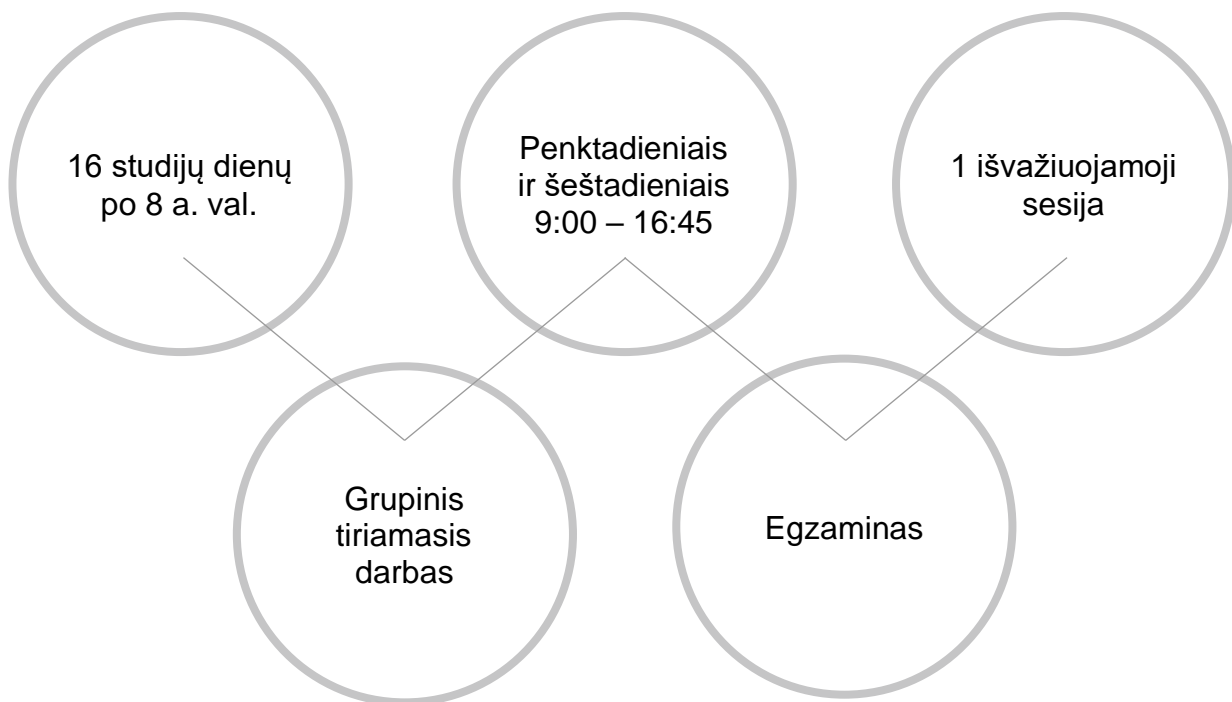 16 studijų dienų
po 8 a. val.
Penktadieniais
ir šeštadieniais
9:00 – 16:45
1 išvažiuojamoji
sesija
Grupinis
tiriamasis
darbas
Egzaminas